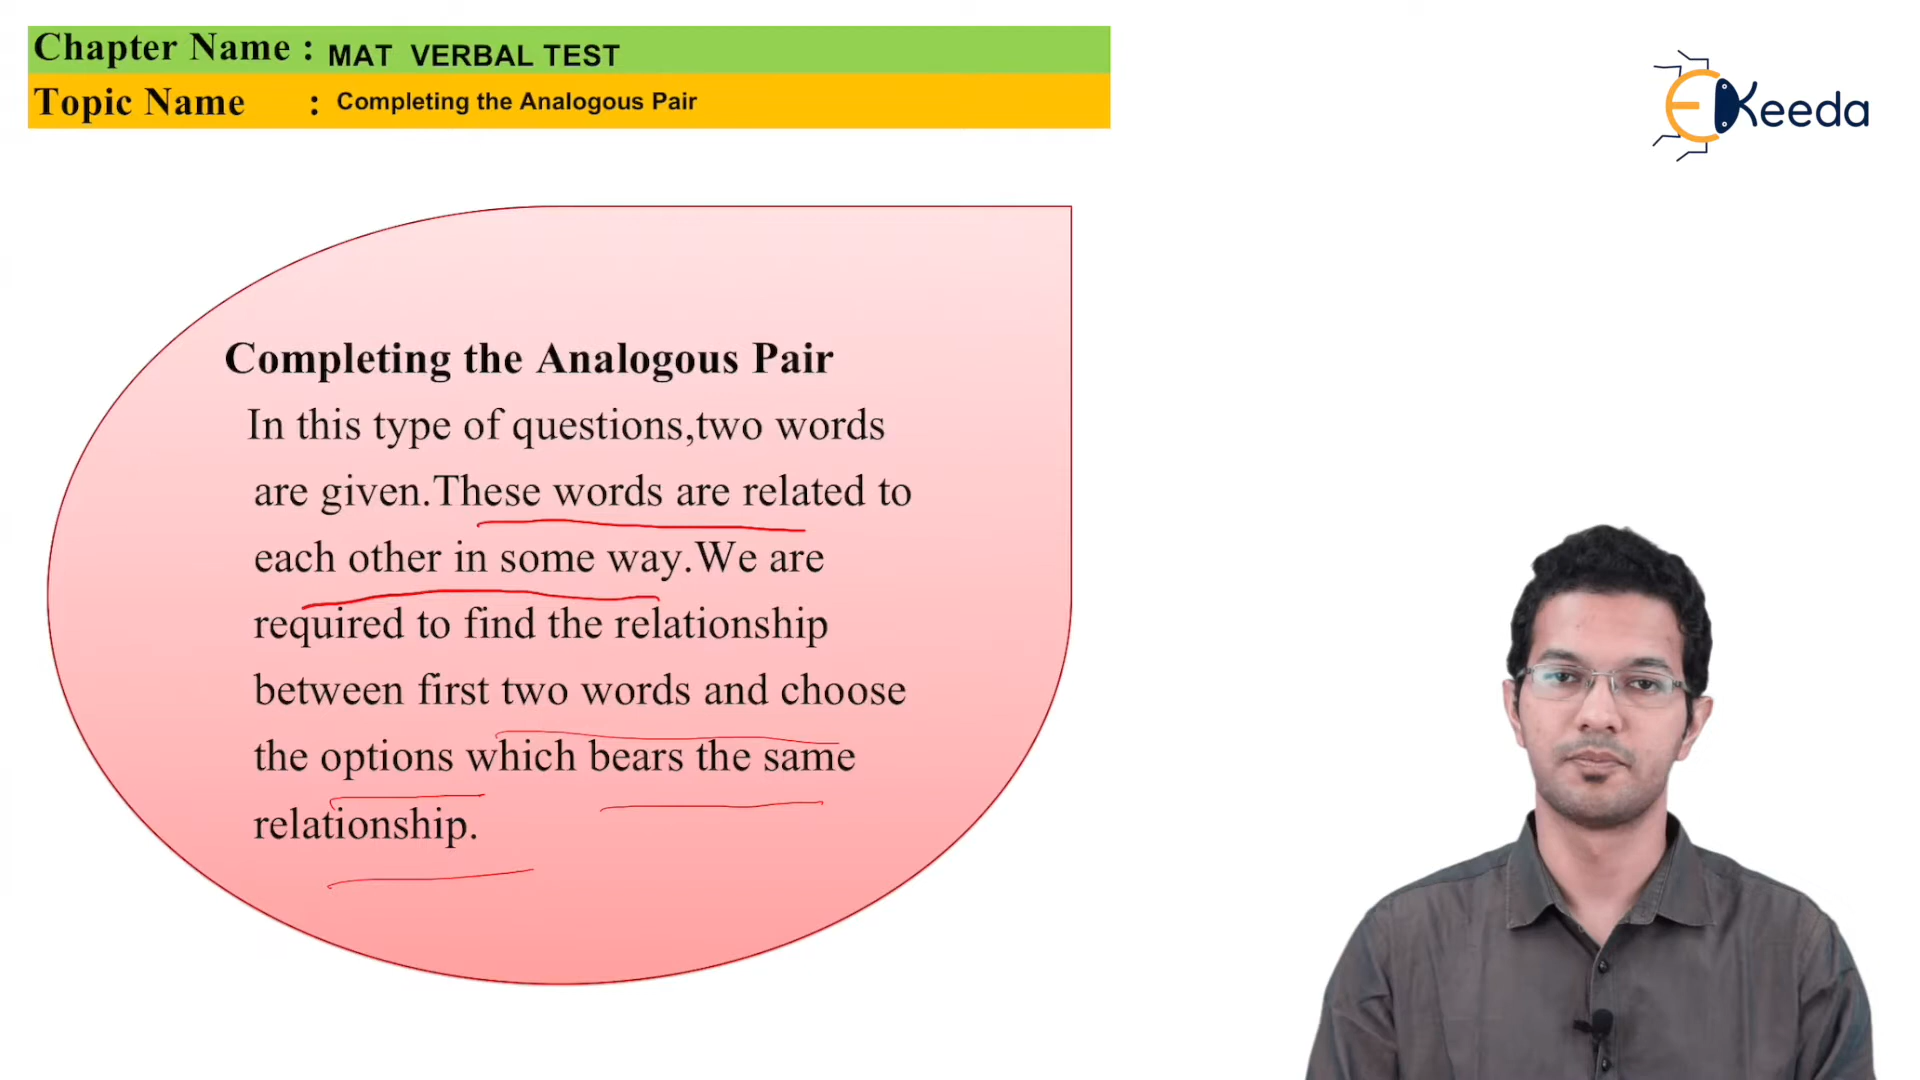 Chapter Name : MAT VERBAL TEST
Topic Name : Completing the Analogous Pair
EKeeda
Completing the Analogous Pair
In this type of questions,two words
are given.These words are related to
each other in some way.We are
required to find the relationship
between first two words and choose
the options which bears the same
relationship.